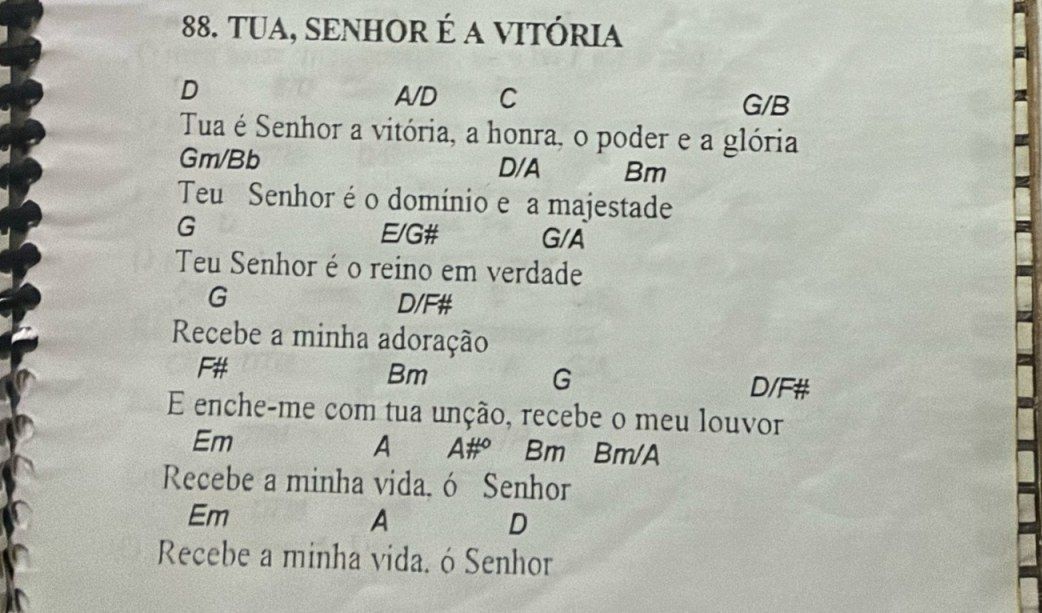 88. TUA, SENHOR É A VITÓRIA
D A/D C G/B
Tua é Senhor a vitória, a honra, o poder e a glória
Gm/Bb D/A Bm
Teu Senhor é o domínio e a majestade
G E/G# G/A
Teu Senhor é o reino em verdade
G D/F#
Recebe a minha adoração
F# Bm G D/F#
E enche-me com tua unção, recebe o meu louvor
Em A A#º Bm Bm/A
Recebe a minha vida, ó Senhor
Em A D
Recebe a minha vida. ó Senhor